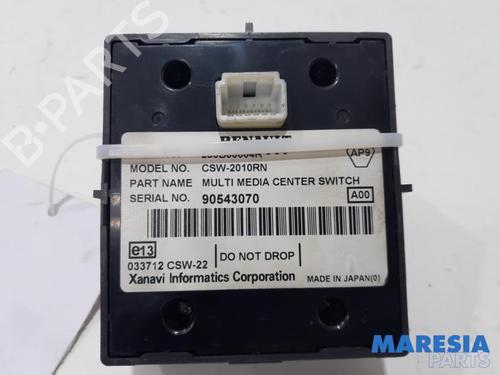 RENAULT
AP9
MODEL NO. CSW-2010RN
PART NAME MULTI MEDIA CENTER SWITCH
SERIAL NO. 90543070
A00
e13
DO NOT DROP
033712 CSW-22
Xanavi Informatics Corporation MADE IN JAPAN(0)
B-PARTS
MARESIA
PARTS